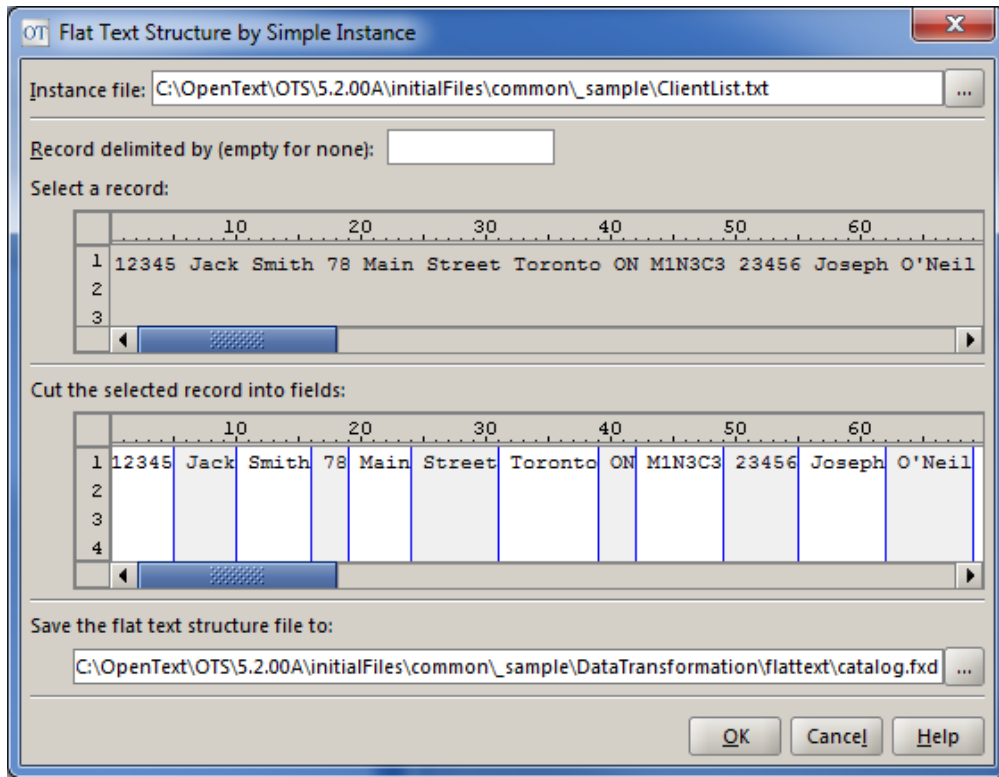 OT Flat Text Structure by Simple Instance
Instance file: C:\OpenText\OTS\5.2.00A\initialFiles\common\_sample\ClientList.txt ...
Record delimited by (empty for none):
Select a record:
10 20 30 40 50 60
1 12345 Jack Smith 78 Main Street Toronto ON M1N3C3 23456 Joseph O'Neil
2
3
Cut the selected record into fields:
10 20 30 40 50 60
1 12345 Jack Smith 78 Main Street Toronto ON M1N3C3 23456 Joseph O'Neil
2
3
4
Save the flat text structure file to:
C:\OpenText\OTS\5.2.00A\initialFiles\common\_sample\DataTransformation\flattext\catalog.fxd ...
OK Cancel Help